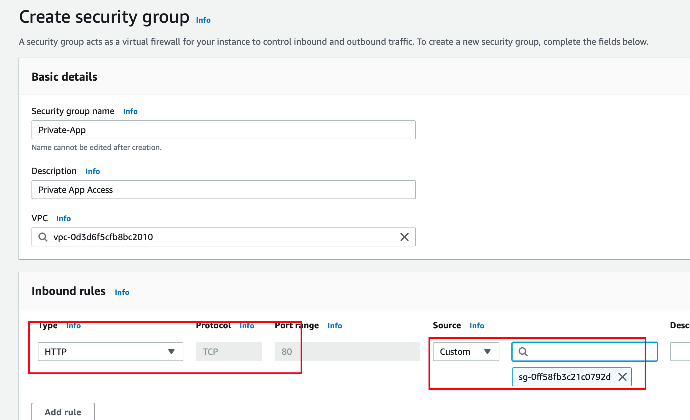 Create security group Info
A security group acts as a virtual firewall for your instance to control inbound and outbound traffic. To create a new security group, complete the fields below.
Basic details
Security group name Info
Private-App
Name cannot be edited after creation.
Description Info
Private App Access
VPC Info
vpc-0d3d6f5cfb8bc2010
Inbound rules Info
Type Info Protocol Info Port range Info Source Info Desc
HTTP TCP 80 Custom
sg-0ff58fb3c21c0792d
Add rule